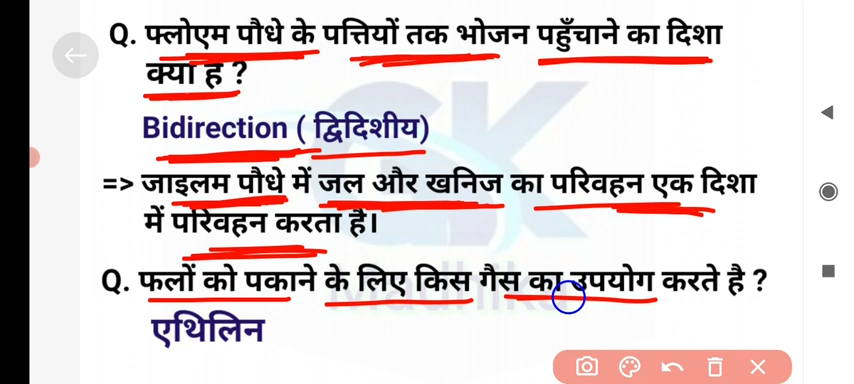 Q. फ्लोएम पौधे के पत्तियों तक भोजन पहुँचाने का दिशा
क्या है ?
Bidirection ( द्विदिशीय)
=> जाइलम पौधे में जल और खनिज का परिवहन एक दिशा
में परिवहन करता है।
Q. फलों को पकाने के लिए किस गैस का उपयोग करते है ?
एथिलिन